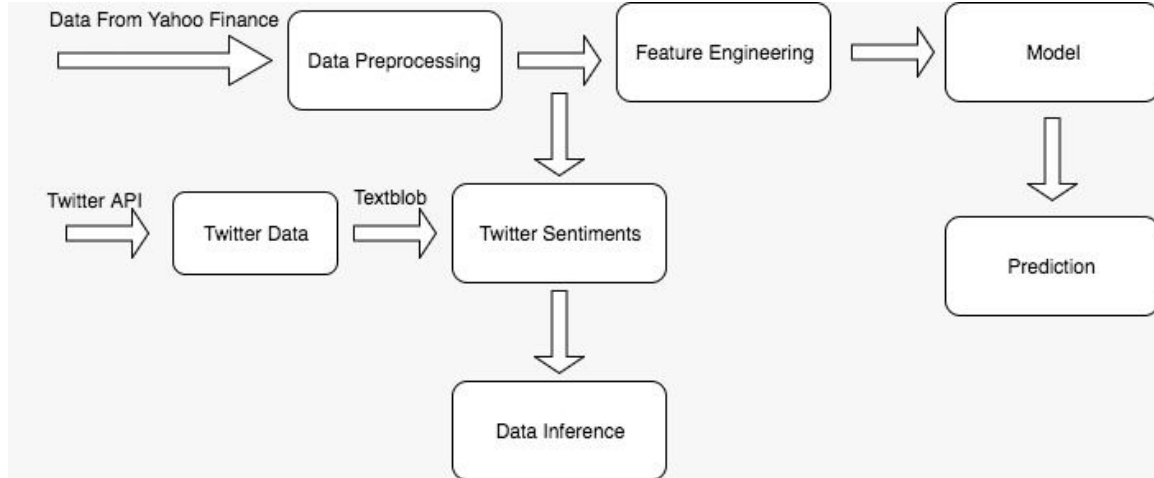 Data From Yahoo Finance
Data Preprocessing
Feature Engineering
Model
Twitter API
Twitter Data
Textblob
Twitter Sentiments
Prediction
Data Inference